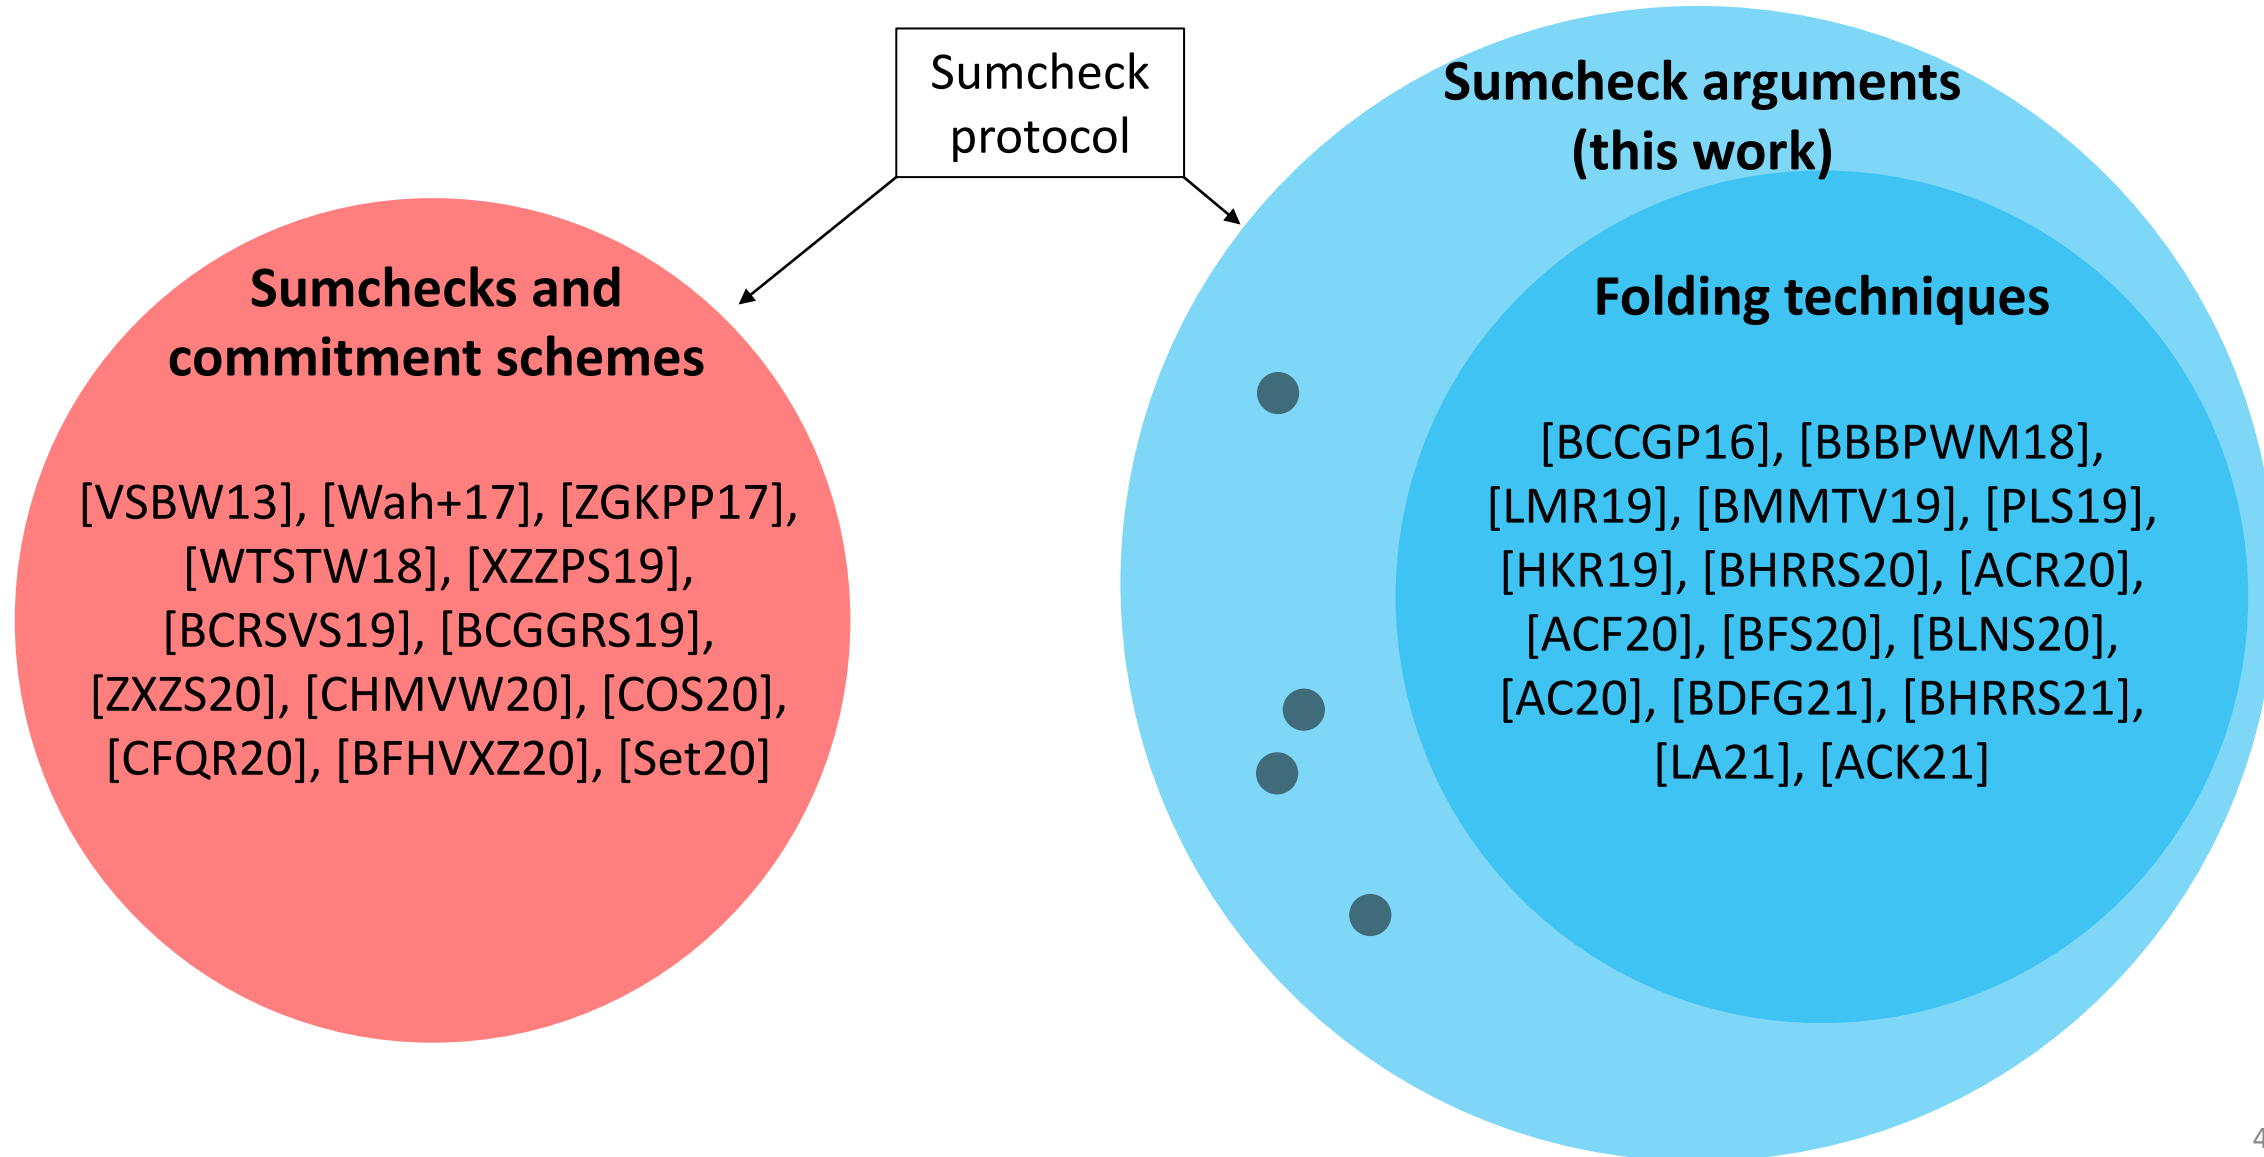 Sumcheck
protocol
Sumchecks and
commitment schemes
[VSBW13], [Wah+17], [ZGKPP17],
[WTSTW18], [XZZPS19],
[BCRSVS19], [BCGGRS19],
[ZXZS20], [CHMVW20], [COS20],
[CFQR20], [BFHVXZ20], [Set20]
Sumcheck arguments
(this work)
Folding techniques
[BCCGP16], [BBBPWM18],
[LMR19], [BMMTV19], [PLS19],
[HKR19], [BHRRS20], [ACR20],
[ACF20], [BFS20], [BLNS20],
[AC20], [BDFG21], [BHRRS21],
[LA21], [ACK21]
4